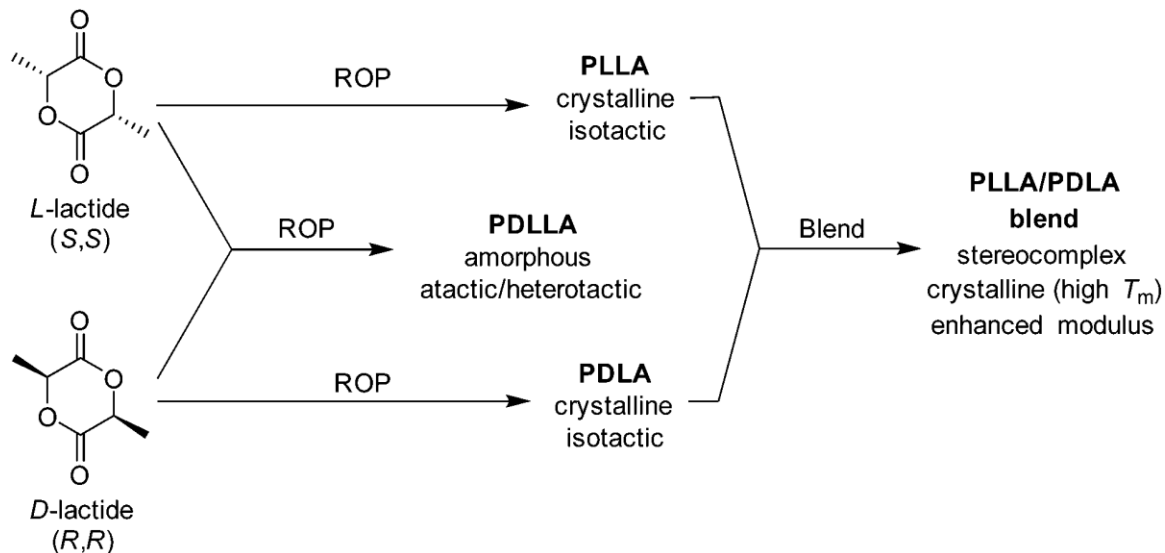 O
O
O
O
L-lactide
(S,S)
ROP
PLLA
crystalline
isotactic
ROP
PDLLA
amorphous
atactic/heterotactic
O
O
O
O
D-lactide
(R,R)
ROP
PDLA
crystalline
isotactic
Blend
PLLA/PDLA
blend
stereocomplex
crystalline (high Tm)
enhanced modulus